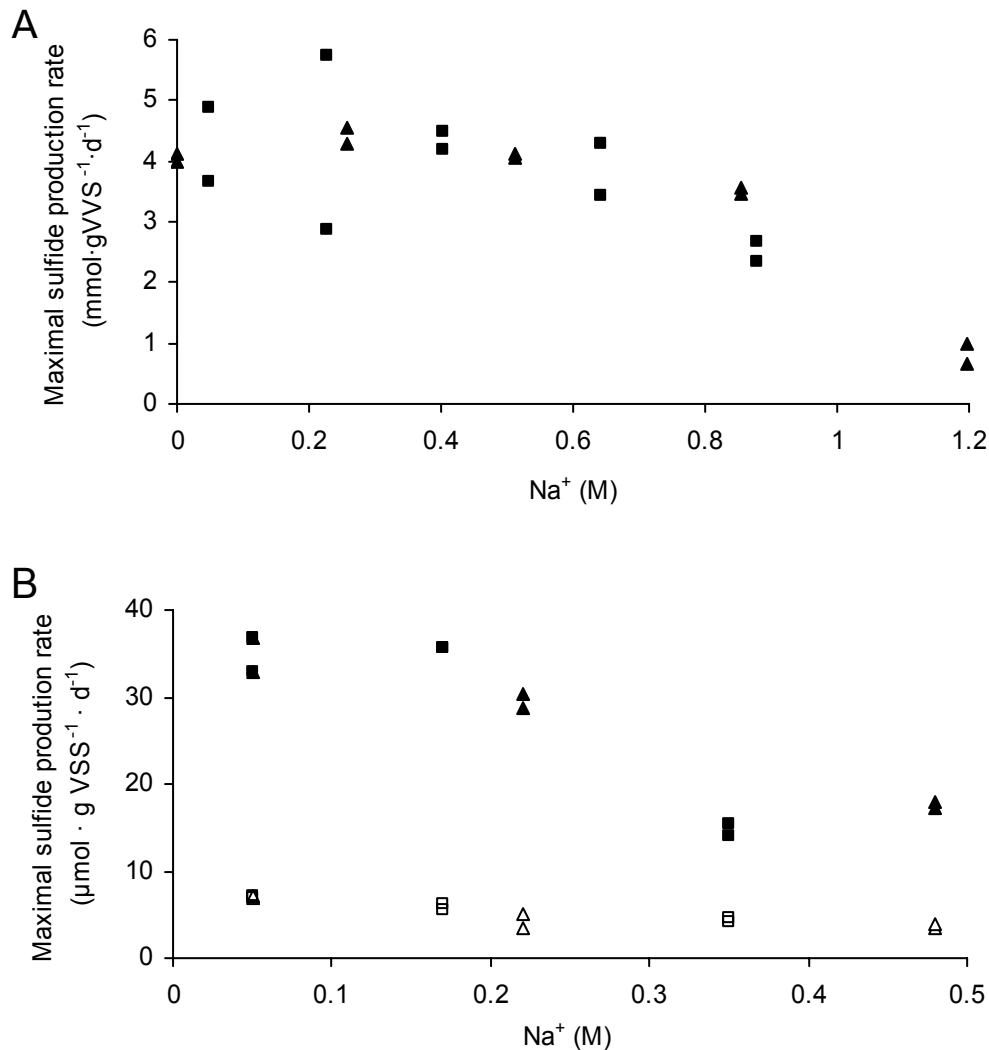 A
Maximal sulfide production rate
(mmol·gVVS⁻¹·d⁻¹)
6
5
4
3
2
1
0
0 0.2 0.4 0.6 0.8 1 1.2
Na⁺ (M)
B
Maximal sulfide prodution rate
(µmol · g VSS⁻¹ · d⁻¹)
40
30
20
10
0
0 0.1 0.2 0.3 0.4 0.5
Na⁺ (M)